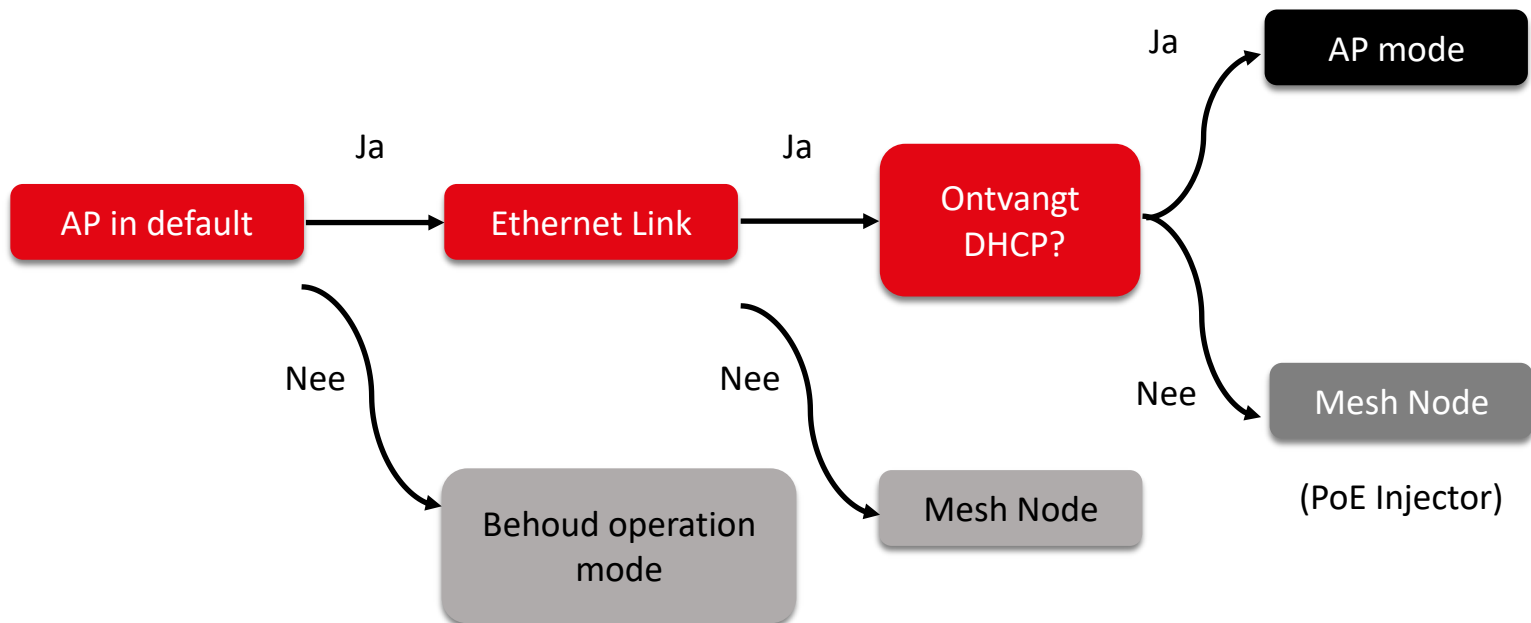 Ja
AP mode
Ja
Ja
AP in default
Ethernet Link
Ontvangt
DHCP?
Nee
Nee
Nee
Mesh Node
Behoud operation
mode
Mesh Node
(PoE Injector)